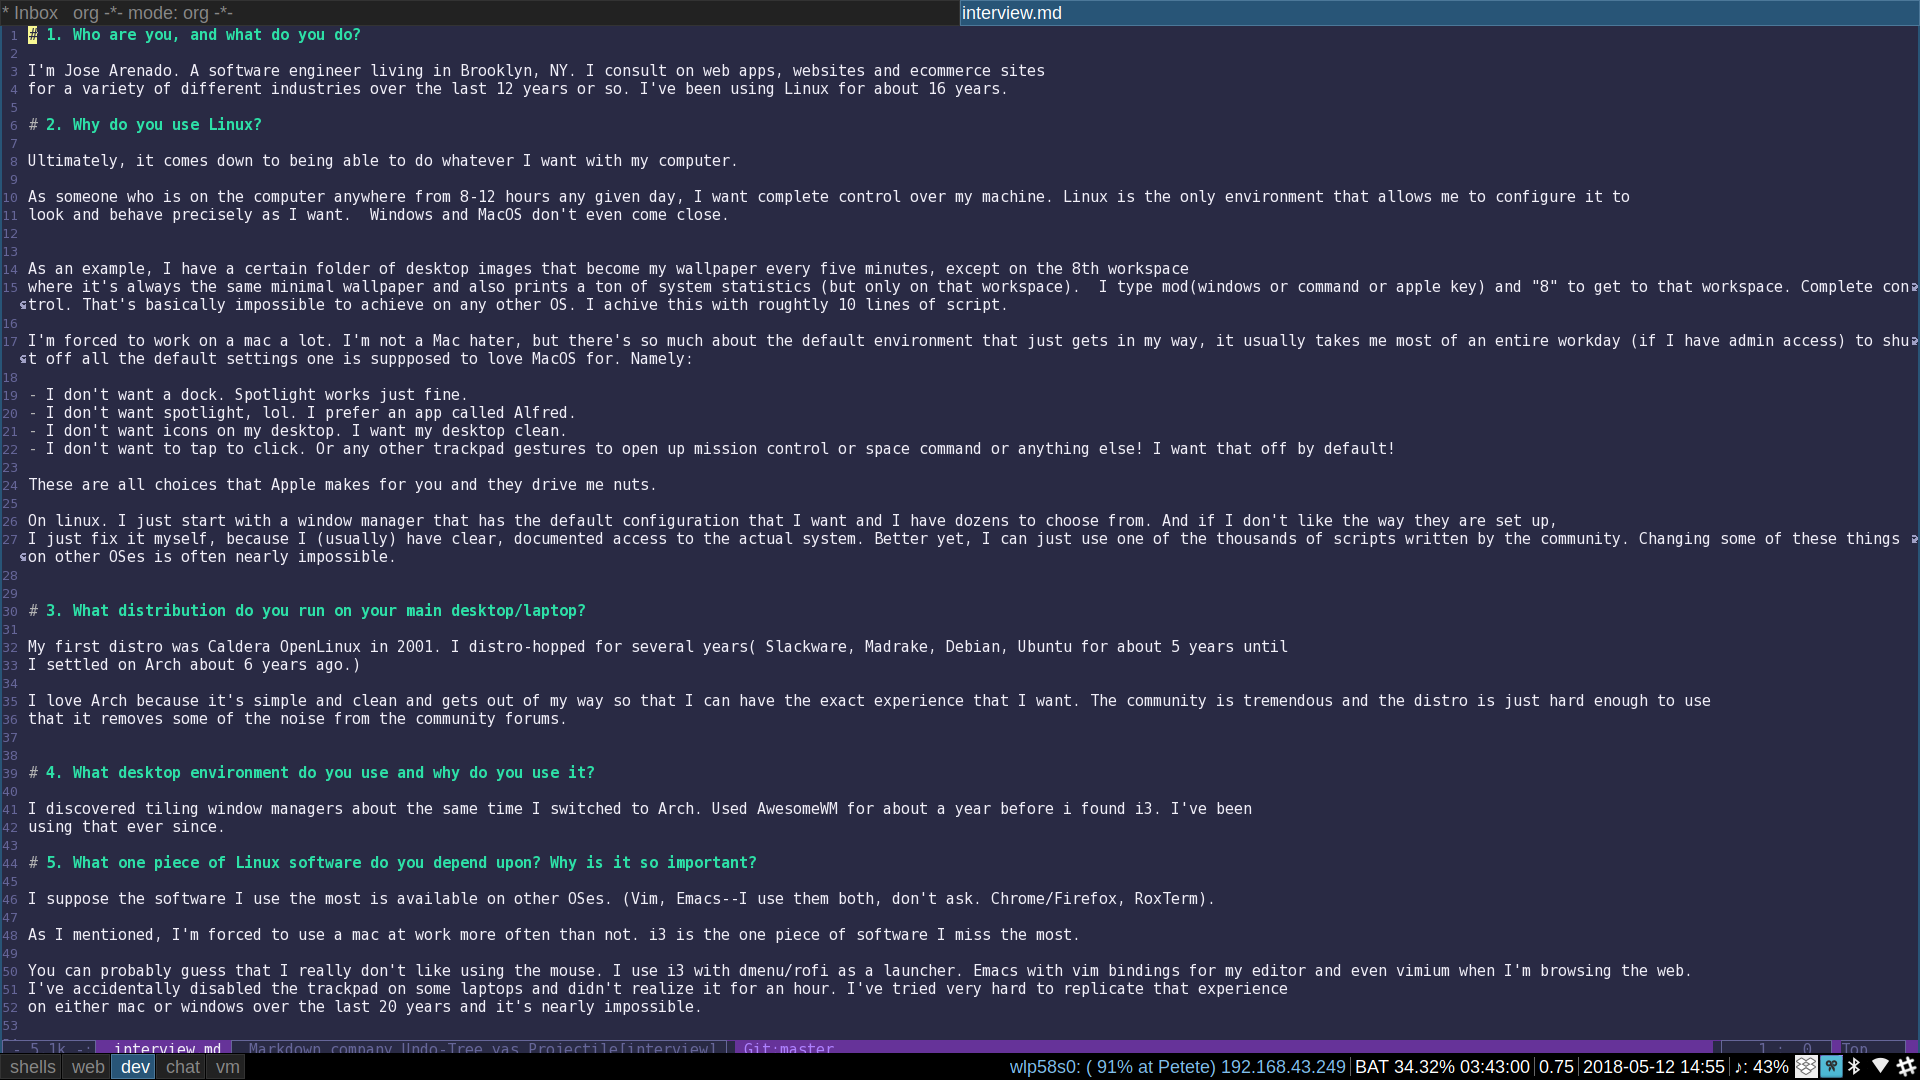 * Inbox   org -*- mode: org -*-
interview.md
1 # 1. Who are you, and what do you do?
2
3 I'm Jose Arenado. A software engineer living in Brooklyn, NY. I consult on web apps, websites and ecommerce sites
4 for a variety of different industries over the last 12 years or so. I've been using Linux for about 16 years.
5
6 # 2. Why do you use Linux?
7
8 Ultimately, it comes down to being able to do whatever I want with my computer.
9
10 As someone who is on the computer anywhere from 8-12 hours any given day, I want complete control over my machine. Linux is the only environment that allows me to configure it to
11 look and behave precisely as I want.  Windows and MacOS don't even come close.
12
13
14 As an example, I have a certain folder of desktop images that become my wallpaper every five minutes, except on the 8th workspace
15 where it's always the same minimal wallpaper and also prints a ton of system statistics (but only on that workspace).  I type mod(windows or command or apple key) and "8" to get to that workspace. Complete con
trol. That's basically impossible to achieve on any other OS. I achive this with roughtly 10 lines of script.
16
17 I'm forced to work on a mac a lot. I'm not a Mac hater, but there's so much about the default environment that just gets in my way, it usually takes me most of an entire workday (if I have admin access) to shu
t off all the default settings one is suppposed to love MacOS for. Namely:
18
19 - I don't want a dock. Spotlight works just fine.
20 - I don't want spotlight, lol. I prefer an app called Alfred.
21 - I don't want icons on my desktop. I want my desktop clean.
22 - I don't want to tap to click. Or any other trackpad gestures to open up mission control or space command or anything else! I want that off by default!
23
24 These are all choices that Apple makes for you and they drive me nuts.
25
26 On linux. I just start with a window manager that has the default configuration that I want and I have dozens to choose from. And if I don't like the way they are set up,
27 I just fix it myself, because I (usually) have clear, documented access to the actual system. Better yet, I can just use one of the thousands of scripts written by the community. Changing some of these things
on other OSes is often nearly impossible.
28
29
30 # 3. What distribution do you run on your main desktop/laptop?
31
32 My first distro was Caldera OpenLinux in 2001. I distro-hopped for several years( Slackware, Madrake, Debian, Ubuntu for about 5 years until
33 I settled on Arch about 6 years ago.)
34
35 I love Arch because it's simple and clean and gets out of my way so that I can have the exact experience that I want. The community is tremendous and the distro is just hard enough to use
36 that it removes some of the noise from the community forums.
37
38
39 # 4. What desktop environment do you use and why do you use it?
40
41 I discovered tiling window managers about the same time I switched to Arch. Used AwesomeWM for about a year before i found i3. I've been
42 using that ever since.
43
44 # 5. What one piece of Linux software do you depend upon? Why is it so important?
45
46 I suppose the software I use the most is available on other OSes. (Vim, Emacs--I use them both, don't ask. Chrome/Firefox, RoxTerm).
47
48 As I mentioned, I'm forced to use a mac at work more often than not. i3 is the one piece of software I miss the most.
49
50 You can probably guess that I really don't like using the mouse. I use i3 with dmenu/rofi as a launcher. Emacs with vim bindings for my editor and even vimium when I'm browsing the web.
51 I've accidentally disabled the trackpad on some laptops and didn't realize it for an hour. I've tried very hard to replicate that experience
52 on either mac or windows over the last 20 years and it's nearly impossible.
53
- 5.1k -: interview.md Markdown company Undo-Tree yas Projectile[interview] Git:master 1 : 0 Top
shells web dev chat vm wlp58s0: ( 91% at Petete) 192.168.43.249 BAT 34.32% 03:43:00 0.75 2018-05-12 14:55 ♪: 43%